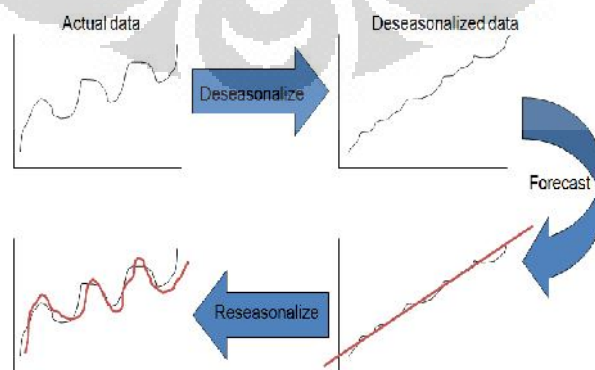 Actual data
Deseasonalized data
Deseasonalize
Forecast
Reseasonalize